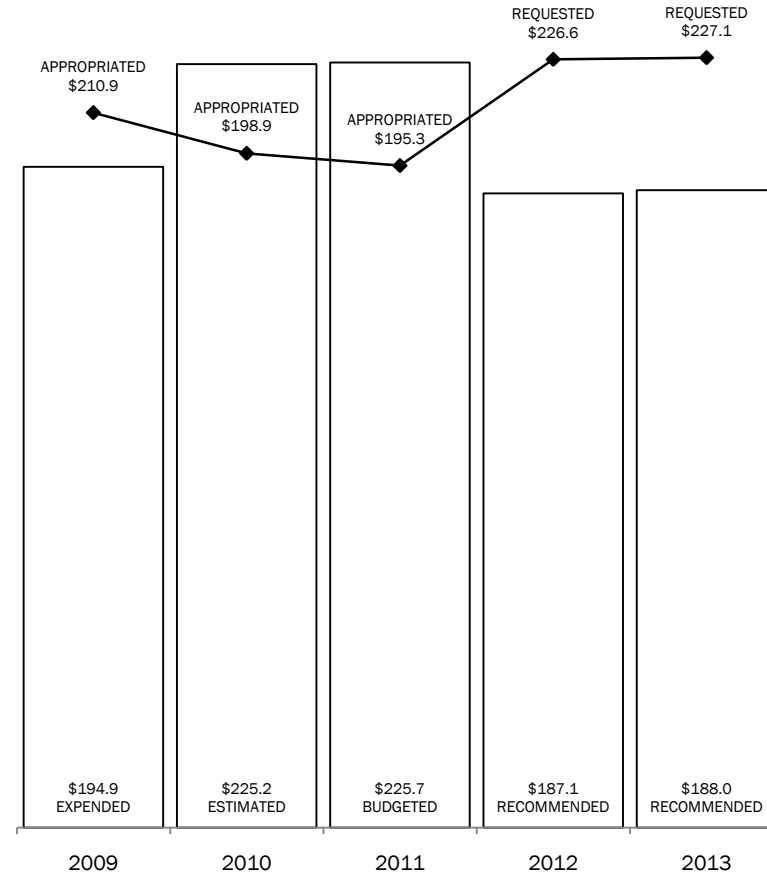 REQUESTED
$226.6
REQUESTED
$227.1
APPROPRIATED
$210.9
APPROPRIATED
$198.9
APPROPRIATED
$195.3
$194.9
EXPENDED
$225.2
ESTIMATED
$225.7
BUDGETED
$187.1
RECOMMENDED
$188.0
RECOMMENDED
2009
2010
2011
2012
2013